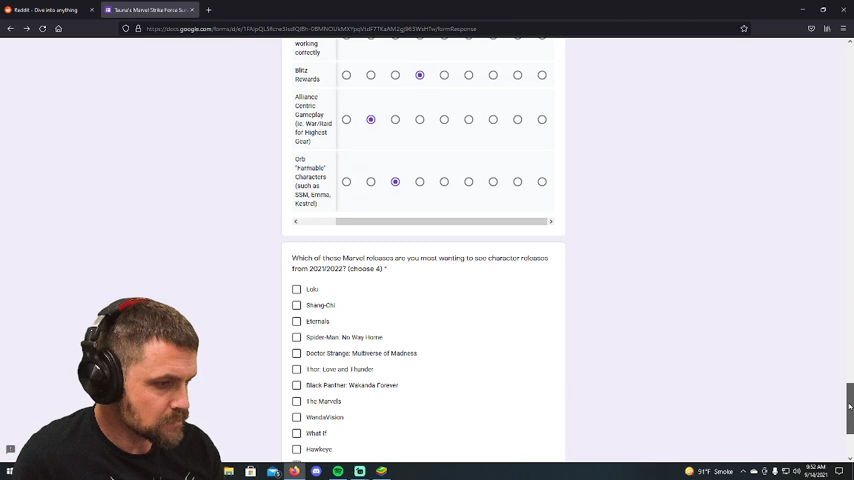 Reddit - Dive into anything
Tauna's Marvel Strike Force Su
working
correctly
Blitz
Rewards
Alliance
Centric
Gameplay
(ie. War/Raid
for Highest
Gear)
Orb
"Farmable"
Characters
(such as
SSM, Emma,
Kestrel)
Which of these Marvel releases are you most wanting to see character releases
from 2021/2022? (choose 4) *
Loki
Shang-Chi
Eternals
Spider-Man: No Way Home
Doctor Strange: Multiverse of Madness
Thor: Love and Thunder
Black Panther: Wakanda Forever
The Marvels
WandaVision
What If
Hawkeye
91°F Smoke
9:52 AM
9/14/2021